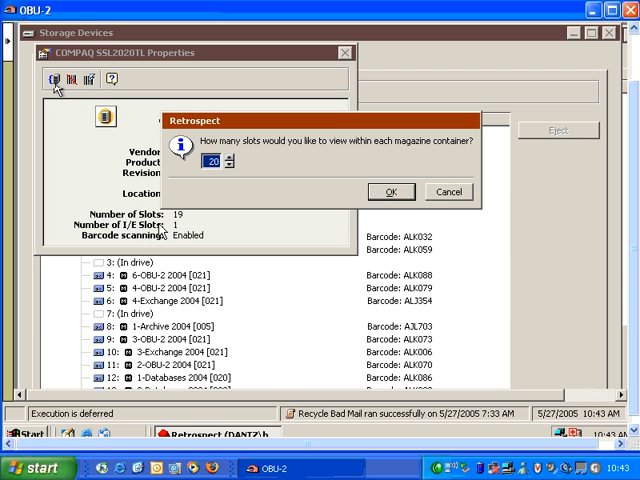 OBU-2
Storage Devices
COMPAQ SSL2020TL Properties
Retrospect
How many slots would you like to view within each magazine container?
20
OK
Cancel
Eject
Vendor
Product
Revision
Location
Number of Slots: 19
Number of I/E Slots: 1
Barcode scanning: Enabled
Barcode: ALK032
Barcode: ALK059
3: (In drive)
4: 6-OBU-2 2004 [021] Barcode: ALK088
5: 4-OBU-2 2004 [021] Barcode: ALK079
6: 4-Exchange 2004 [021] Barcode: ALJ354
7: (In drive)
8: 1-Archive 2004 [005] Barcode: AJL703
9: 3-OBU-2 2004 [021] Barcode: ALK073
10: 3-Exchange 2004 [021] Barcode: ALK006
11: 2-OBU-2 2004 [021] Barcode: ALK070
12: 1-Databases 2004 [020] Barcode: ALK086
Execution is deferred
Recycle Bad Mail ran successfully on 5/27/2005 7:33 AM
5/27/2005 10:43 AM
Start
Retrospect (DANTZ\b
10:43 AM
start
OBU-2
10:43